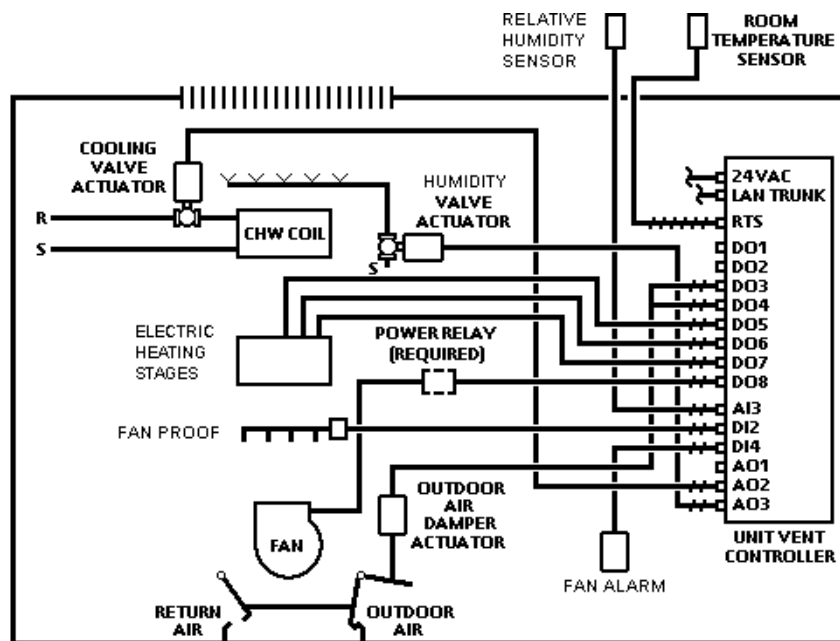 RELATIVE
HUMIDITY
SENSOR
ROOM
TEMPERATURE
SENSOR
COOLING
VALVE
ACTUATOR
HUMIDITY
VALVE
ACTUATOR
R
S
CHW COIL
S
24VAC
LAN TRUNK
RTS
DO1
DO2
DO3
DO4
DO5
DO6
DO7
DO8
AI3
DI2
DI4
AO1
AO2
AO3
ELECTRIC
HEATING
STAGES
POWER RELAY
(REQUIRED)
FAN PROOF
FAN
OUTDOOR
AIR
DAMPER
ACTUATOR
UNIT VENT
CONTROLLER
FAN ALARM
RETURN
AIR
OUTDOOR
AIR